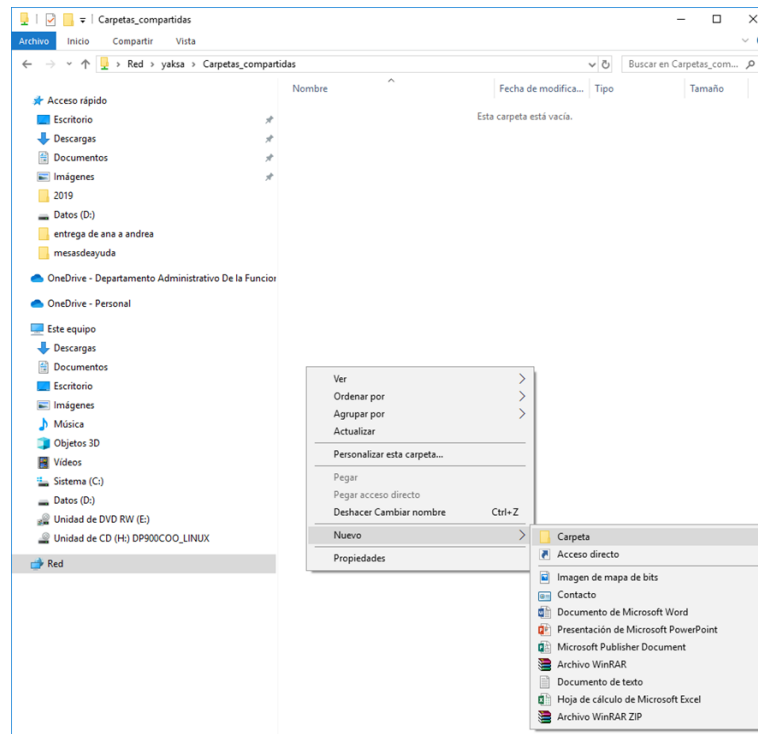 Carpetas_compartidas
Archivo Inicio Compartir Vista
Red > yaksa > Carpetas_compartidas
Buscar en Carpetas_com...
Nombre Fecha de modifica... Tipo Tamaño
Esta carpeta está vacía.
Acceso rápido
Escritorio
Descargas
Documentos
Imágenes
2019
Datos (D:)
entrega de ana a andrea
mesasdeayuda
OneDrive - Departamento Administrativo De la Funcior
OneDrive - Personal
Este equipo
Descargas
Documentos
Escritorio
Imágenes
Música
Objetos 3D
Vídeos
Sistema (C:)
Datos (D:)
Unidad de DVD RW (E:)
Unidad de CD (H:) DP900COO_LINUX
Red
Ver
Ordenar por
Agrupar por
Actualizar
Personalizar esta carpeta...
Pegar
Pegar acceso directo
Deshacer Cambiar nombre Ctrl+Z
Nuevo
Propiedades
Carpeta
Acceso directo
Imagen de mapa de bits
Contacto
Documento de Microsoft Word
Presentación de Microsoft PowerPoint
Microsoft Publisher Document
Archivo WinRAR
Documento de texto
Hoja de cálculo de Microsoft Excel
Archivo WinRAR ZIP